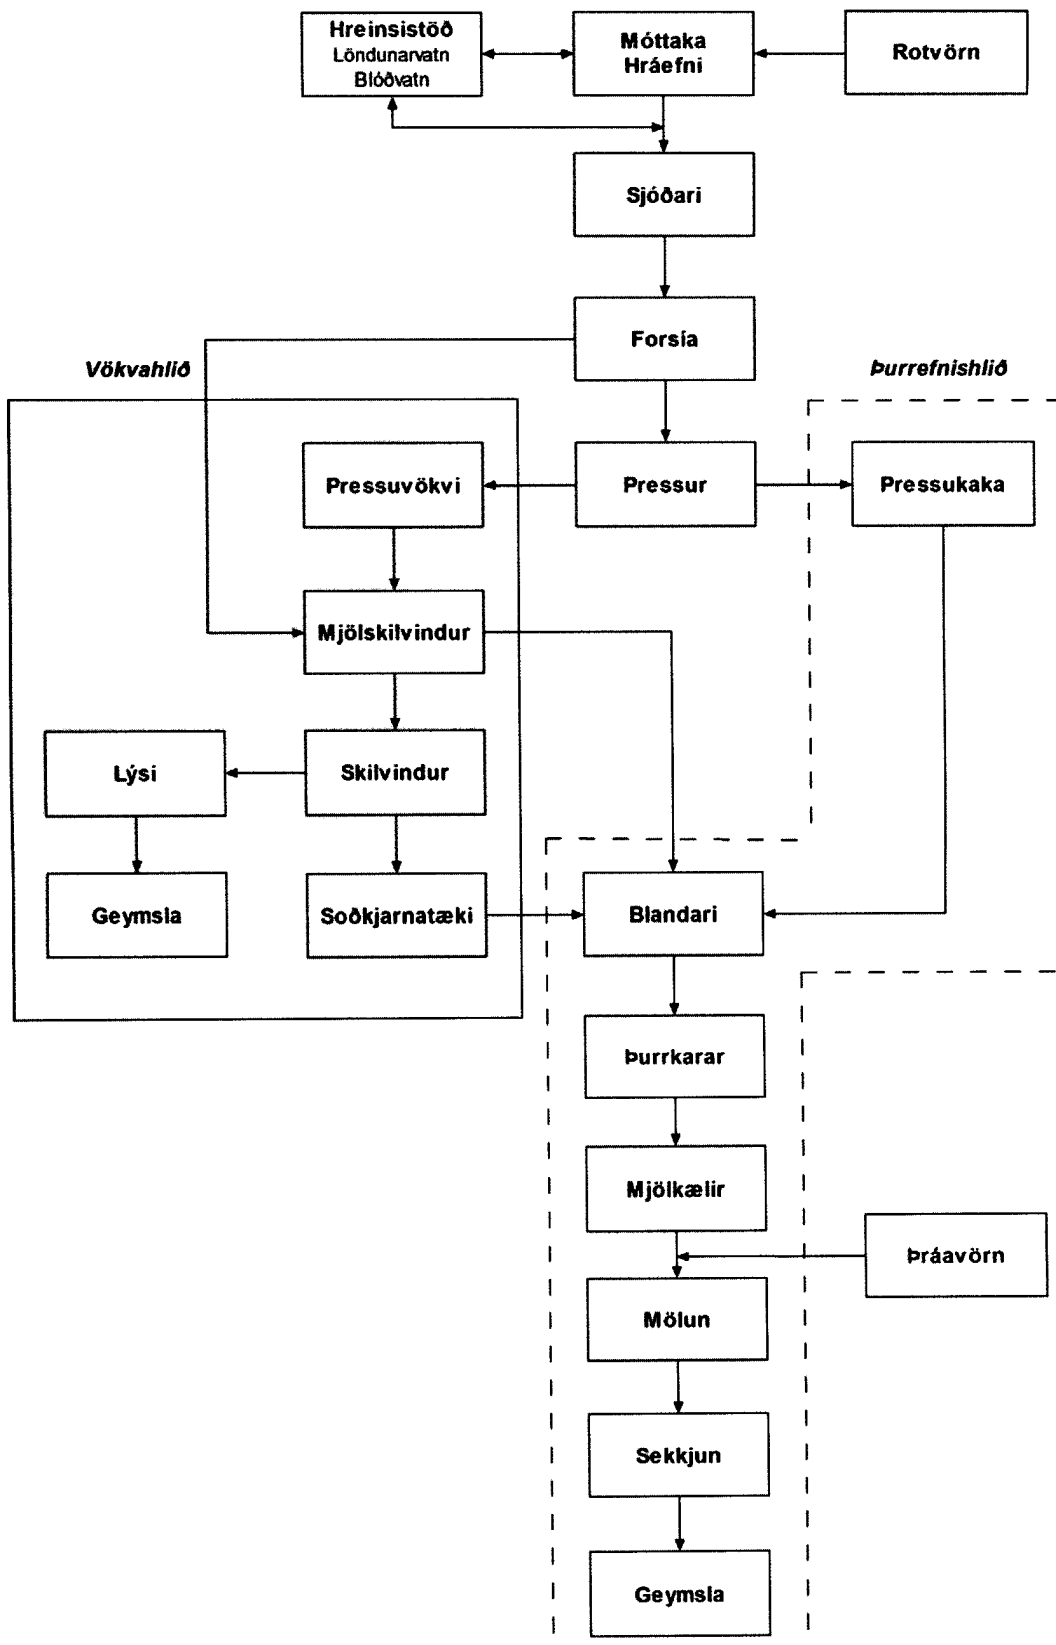 Hreinsistöð
Löndunarvatn
Blóðvatn
Móttaka
Hráefni
Rotvörn
Sjóðari
Forsía
Vökvahlið
Þurrefnishlið
Pressuvökvi
Pressur
Pressukaka
Mjölskilvindur
Lýsi
Skilvindur
Geymsla
Soðkjarnatæki
Blandari
Þurrkarar
Mjölkælir
Þráavörn
Mölun
Sekkjun
Geymsla